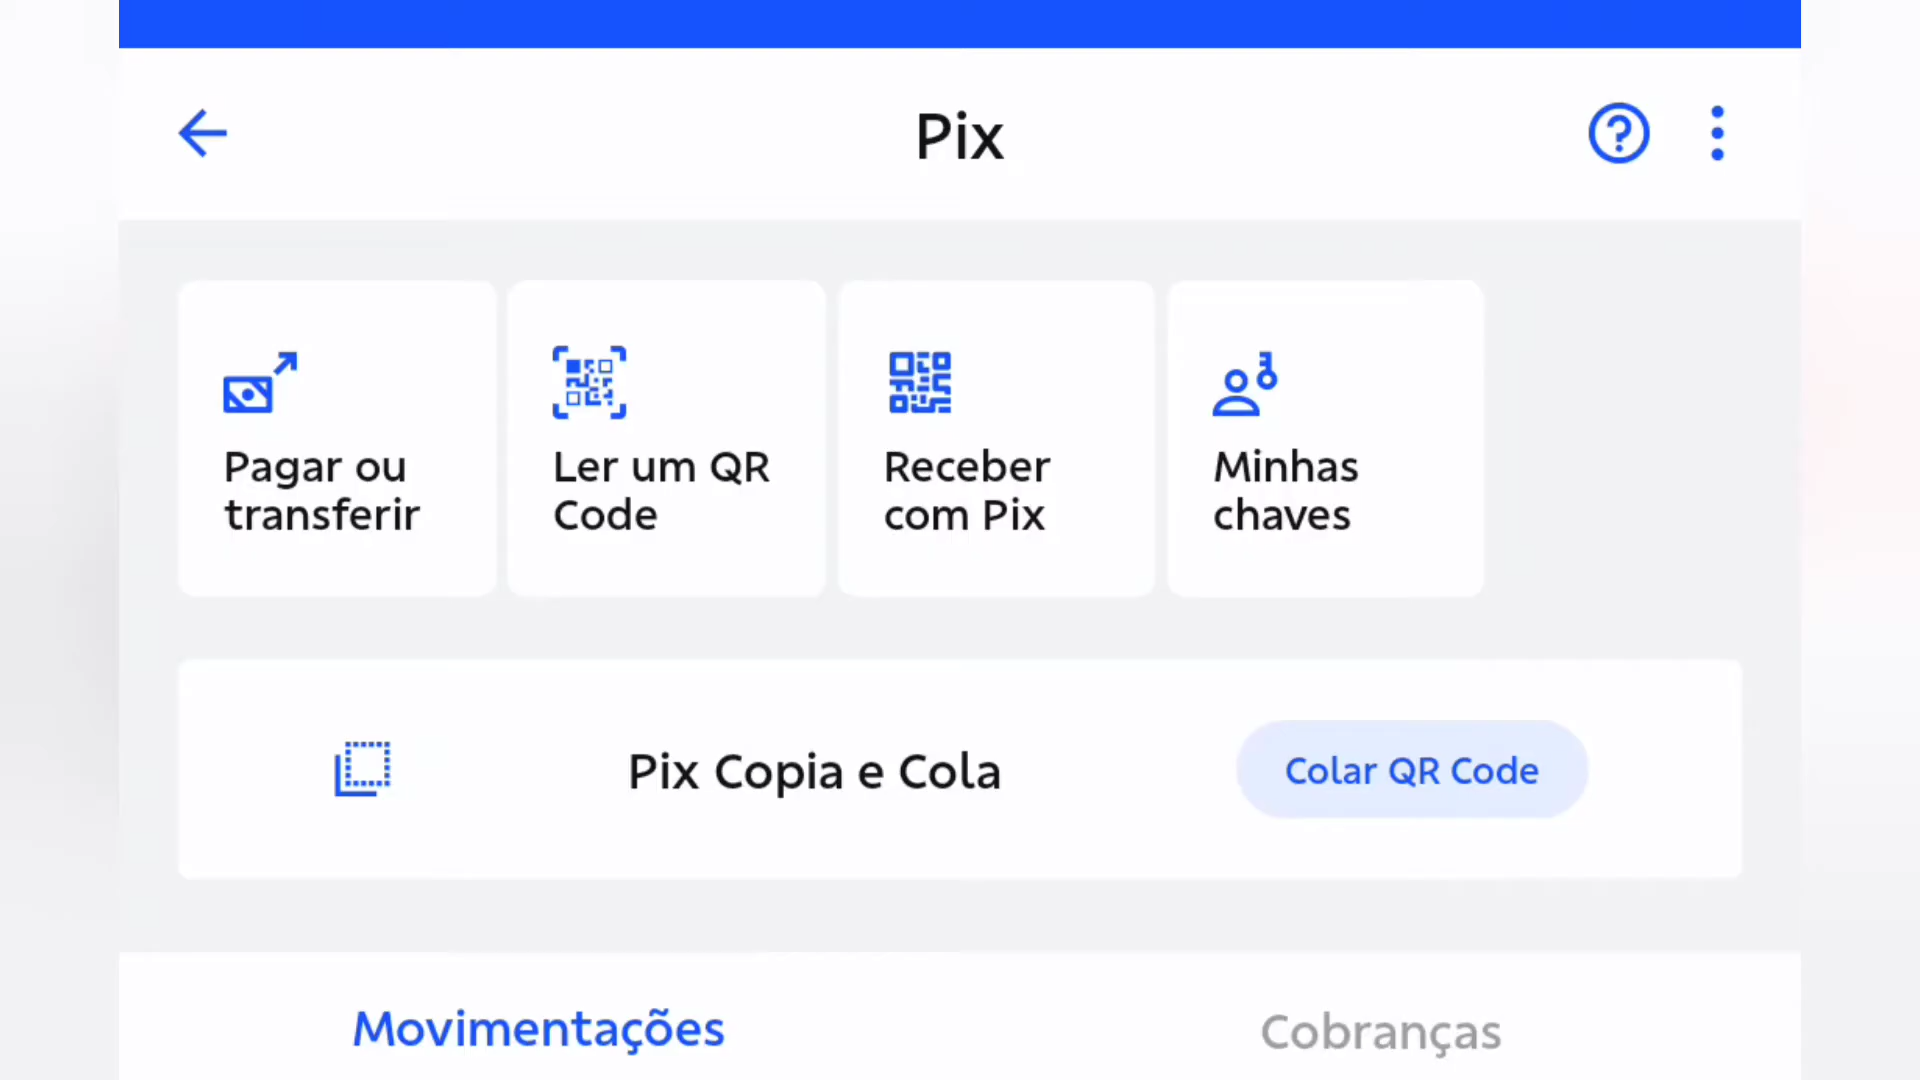 Pix
Pagar ou
transferir
Ler um QR
Code
Receber
com Pix
Minhas
chaves
Pix Copia e Cola
Colar QR Code
Movimentações
Cobranças